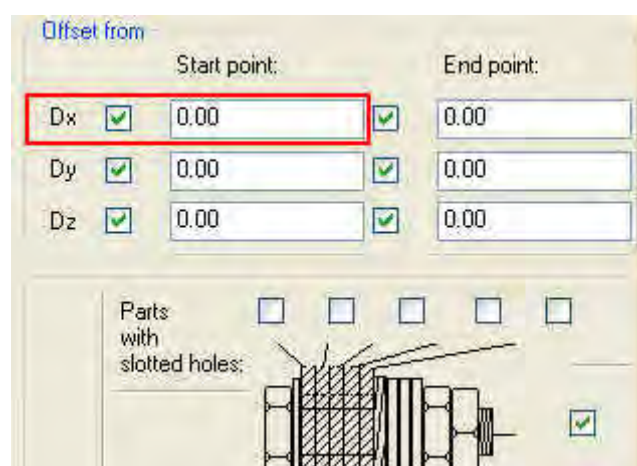 Offset from
Start point: End point:
Dx 0.00 0.00
Dy 0.00 0.00
Dz 0.00 0.00
Parts
with
slotted holes: